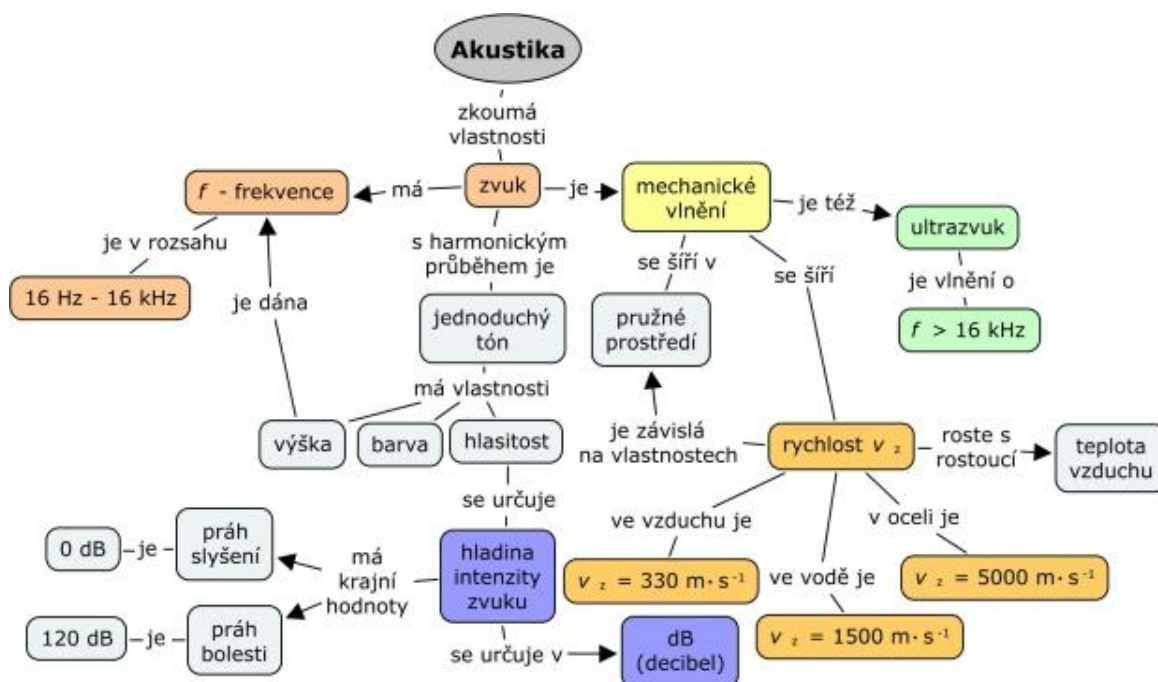 Akustika
zkoumá
vlastnosti
f - frekvence
má
zvuk
je
mechanické
vlnění
je též
ultrazvuk
je v rozsahu
s harmonickým
průběhem je
se šíří v
se šíří
je vlnění o
16 Hz - 16 kHz
je dána
jednoduchý
tón
pružné
prostředí
f > 16 kHz
má vlastnosti
výška
barva
hlasitost
je závislá
na vlastnostech
rychlost v z
roste s
rostoucí
teplota
vzduchu
se určuje
ve vzduchu je
v oceli je
0 dB
je
práh
slyšení
má
krajní
hodnoty
hladina
intenzity
zvuku
v z = 330 m·s⁻¹
ve vodě je
v z = 5000 m·s⁻¹
120 dB
je
práh
bolesti
se určuje v
dB
(decibel)
v z = 1500 m·s⁻¹